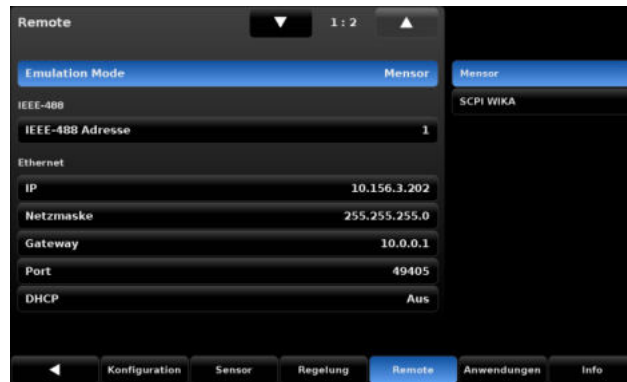 Remote 1 : 2
Emulation Mode Mensor
Mensor
IEEE-488
SCPI WIKA
IEEE-488 Adresse 1
Ethernet
IP 10.156.3.202
Netzmaske 255.255.255.0
Gateway 10.0.0.1
Port 49405
DHCP Aus
Konfiguration Sensor Regelung Remote Anwendungen Info